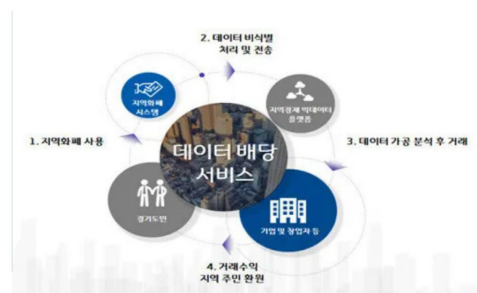 2. 데이터 비식별
처리 및 전송
지역화폐
시스템
지역경제 빅데이터
플랫폼
1. 지역화폐 사용
데이터 배당
서비스
3. 데이터 가공 분석 후 거래
경기도민
기업 및 창업자 등
4. 거래수익
지역 주민 환원